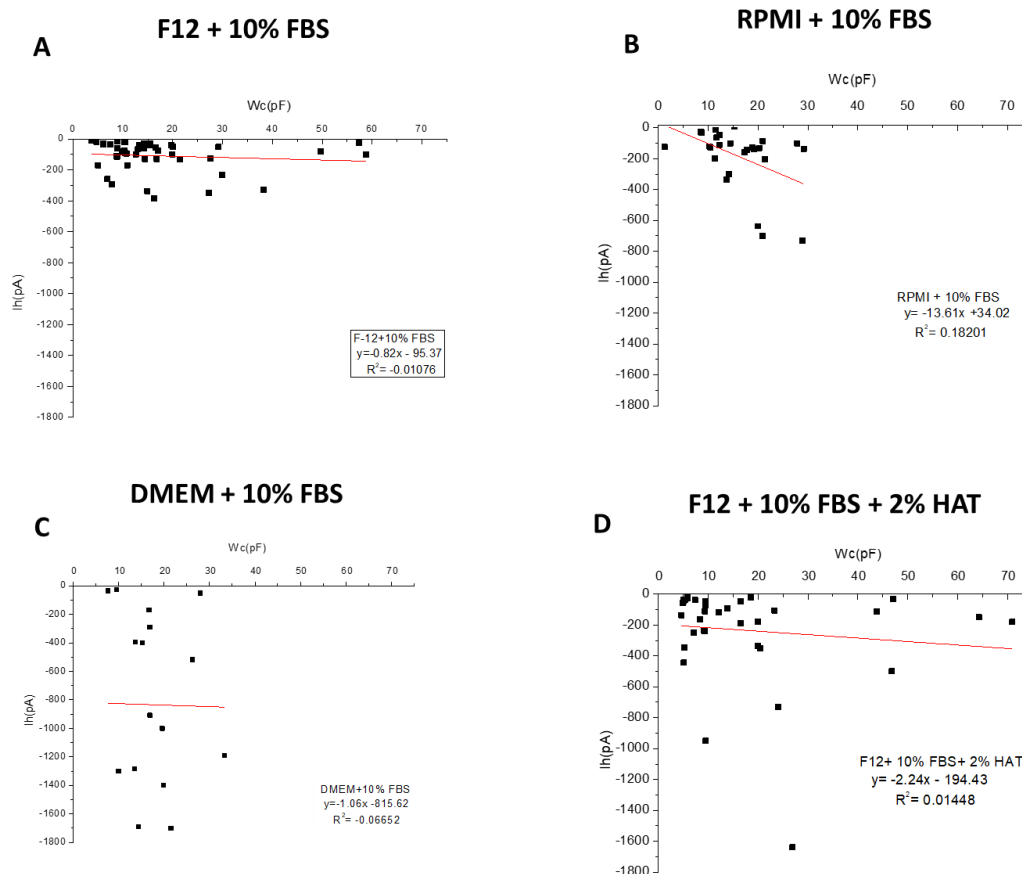 F12 + 10% FBS
A
Wc(pF)
0 10 20 30 40 50 60 70
0
-200
-400
-600
-800
-1000
-1200
-1400
-1600
-1800
Ih(pA)
F-12+10% FBS
y=-0.82x - 95.37
R²= -0.01076
RPMI + 10% FBS
B
Wc(pF)
0 10 20 30 40 50 60 70
0
-200
-400
-600
-800
-1000
-1200
-1400
-1600
-1800
Ih(pA)
RPMI + 10% FBS
y= -13.61x +34.02
R²= 0.18201
DMEM + 10% FBS
C
Wc(pF)
0 10 20 30 40 50 60 70
0
-200
-400
-600
-800
-1000
-1200
-1400
-1600
-1800
Ih(pA)
DMEM+10% FBS
y=-1.06x -815.62
R²= -0.06652
F12 + 10% FBS + 2% HAT
D
Wc(pF)
0 10 20 30 40 50 60 70
0
-200
-400
-600
-800
-1000
-1200
-1400
-1600
-1800
Ih(pA)
F12+ 10% FBS+ 2% HAT
y= -2.24x - 194.43
R²= 0.01448